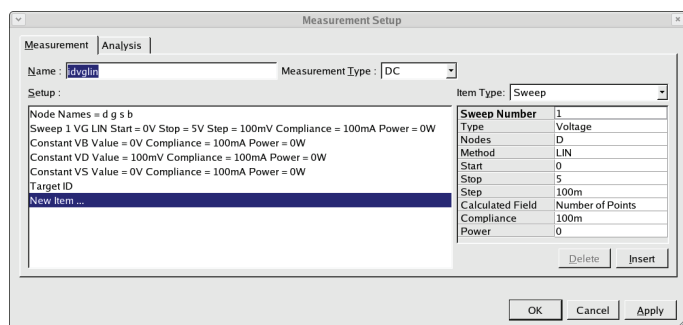 Measurement Setup
Measurement Analysis
Name : idvglin Measurement Type : DC
Setup : Item Type: Sweep
Node Names = d g s b
Sweep 1 VG LIN Start = 0V Stop = 5V Step = 100mV Compliance = 100mA Power = 0W
Constant VB Value = 0V Compliance = 100mA Power = 0W
Constant VD Value = 100mV Compliance = 100mA Power = 0W
Constant VS Value = 0V Compliance = 100mA Power = 0W
Target ID
New Item ...
Sweep Number 1
Type Voltage
Nodes D
Method LIN
Start 0
Stop 5
Step 100m
Calculated Field Number of Points
Compliance 100m
Power 0
Delete Insert
OK Cancel Apply